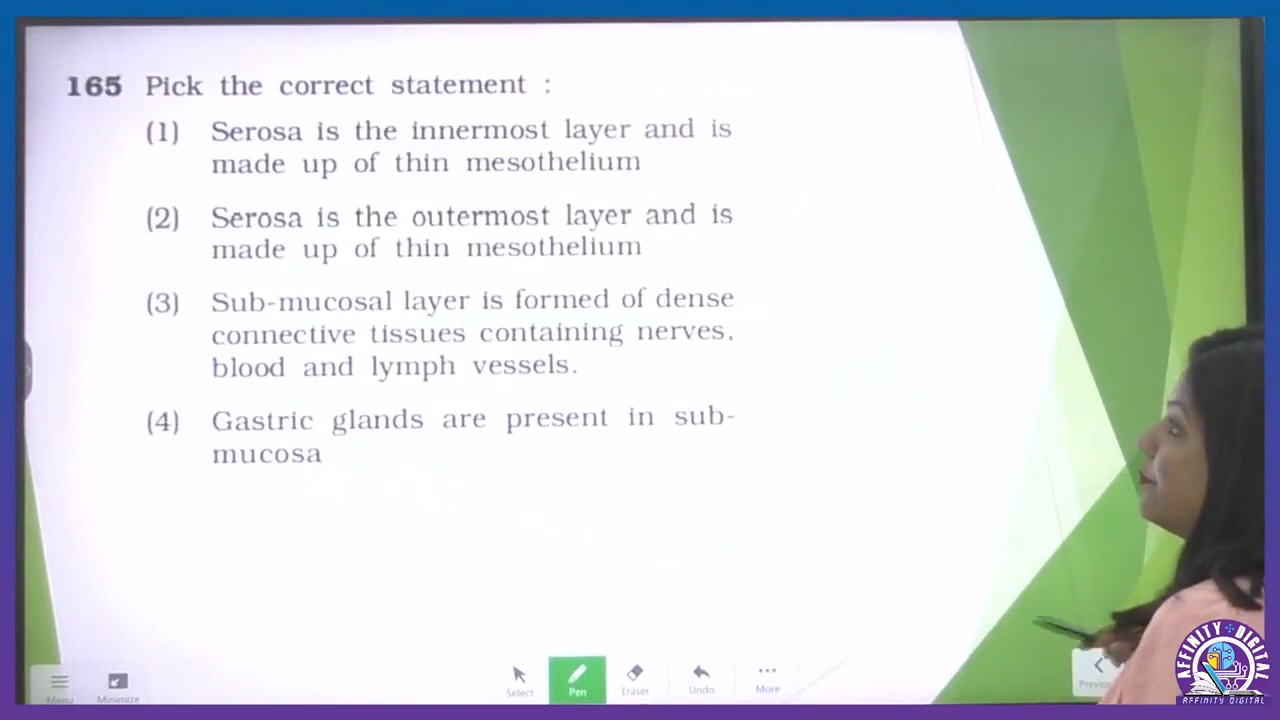 165 Pick the correct statement :
(1) Serosa is the innermost layer and is
made up of thin mesothelium
(2) Serosa is the outermost layer and is
made up of thin mesothelium
(3) Sub-mucosal layer is formed of dense
connective tissues containing nerves,
blood and lymph vessels.
(4) Gastric glands are present in sub-
mucosa
Menu
Minimize
Select
Pen
Eraser
Undo
More
AFFINITY DIGITAL
AFFINITY DIGITAL